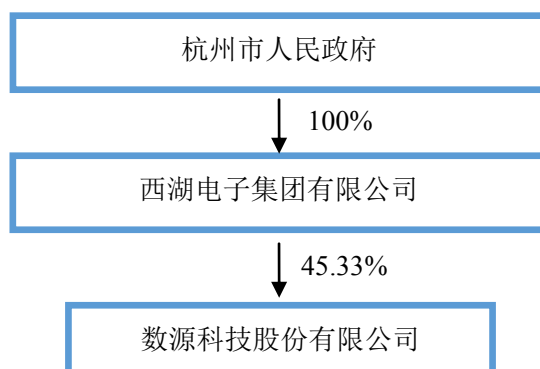 杭州市人民政府
100%
西湖电子集团有限公司
45.33%
数源科技股份有限公司